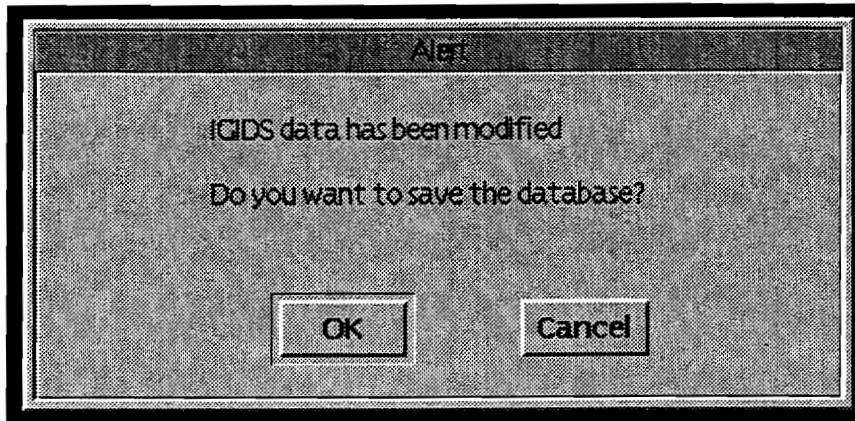 Alert
IGIDS data has been modified
Do you want to save the database?
OK Cancel